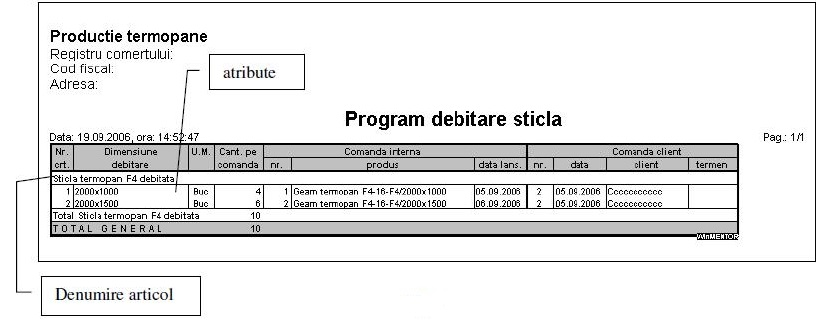 Productie termopane
Registru comertului:
Cod fiscal:
Adresa:
atribute
Program debitare sticla
Data: 19.09.2006, ora: 14:52:47 Pag.: 1/1
Nr. crt. Dimensiune debitare U.M. Cant. pe comanda Comanda interna Comanda client
nr. produs data lans. nr. data client termen
Sticla termopan F4 debitata
1 2000x1000 Buc 4 1 Geam termopan F4-16-F4/2000x1000 05.09.2006 2 05.09.2006 Cccccccccc
2 2000x1500 Buc 6 2 Geam termopan F4-16-F4/2000x1500 06.09.2006 2 05.09.2006 Cccccccccc
Total Sticla termopan F4 debitata 10
TOTAL GENERAL 10
WinMENTOR
Denumire articol